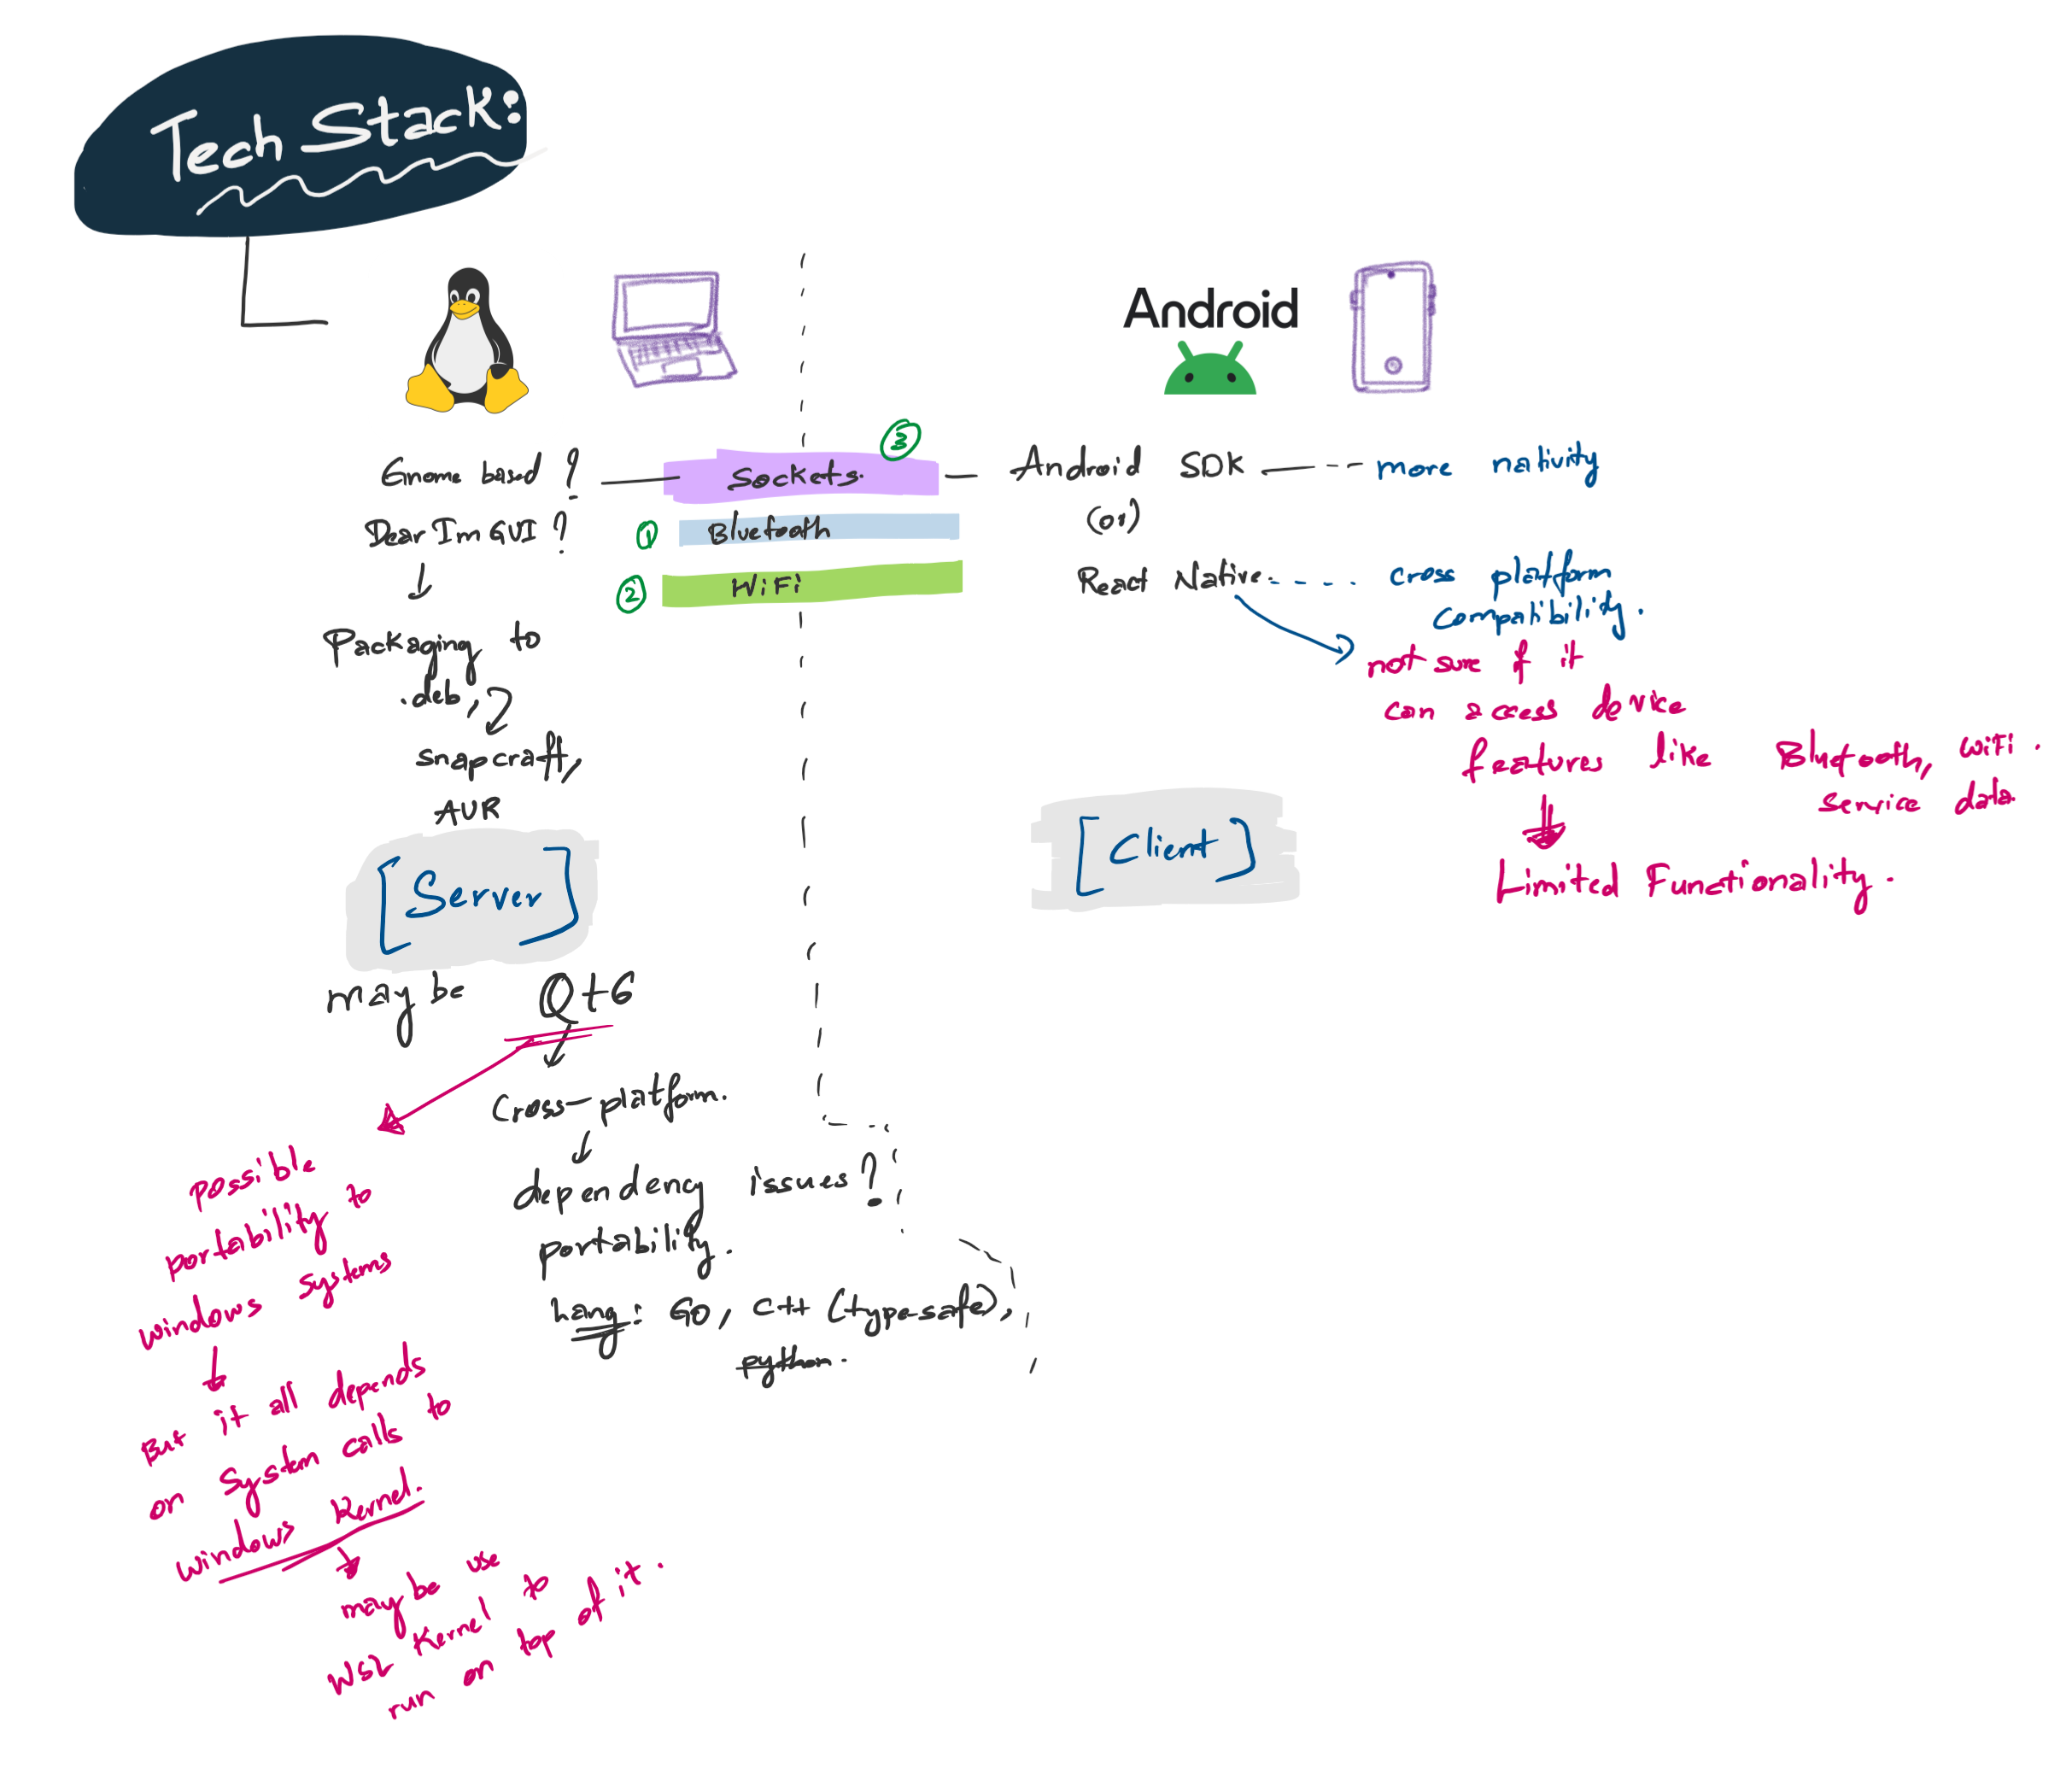 Tech Stack:
Android
Gnome based ?
Dear ImGUI ?
↓
Packaging to
.deb,
snapcraft,
AUR
[Server]
may be Qt6
Cross-platform.
dependency issues?
portability.
lang: GO, C++ (type-safe),
python.
possible
portability to
windows systems
But it all depends
on System calls to
windows kernel.
may be use
WSL kernel to
run on top of it.
③
Sockets.
① Bluetooth
② WiFi
Android SDK --- more nativity
(or)
React Native. ---- cross platform
compatibility.
not sure if it
can access device
features like Bluetooth, WiFi.
service data.
Limited Functionality.
[Client]